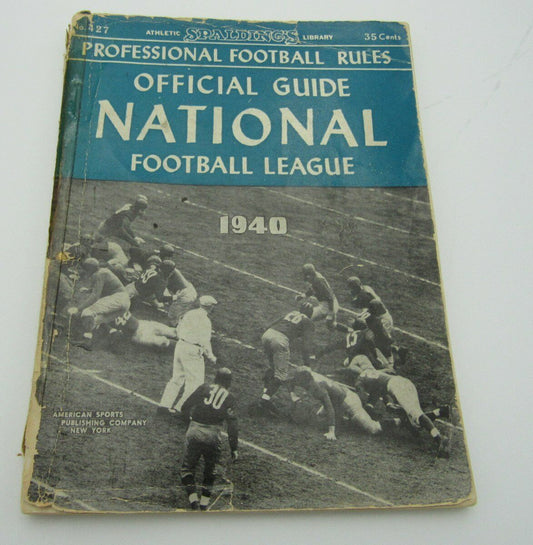 No. 427 ATHLETIC SPALDING'S LIBRARY 35 Cents
PROFESSIONAL FOOTBALL RULES
OFFICIAL GUIDE
NATIONAL
FOOTBALL LEAGUE
1940
30
AMERICAN SPORTS
PUBLISHING COMPANY
NEW YORK